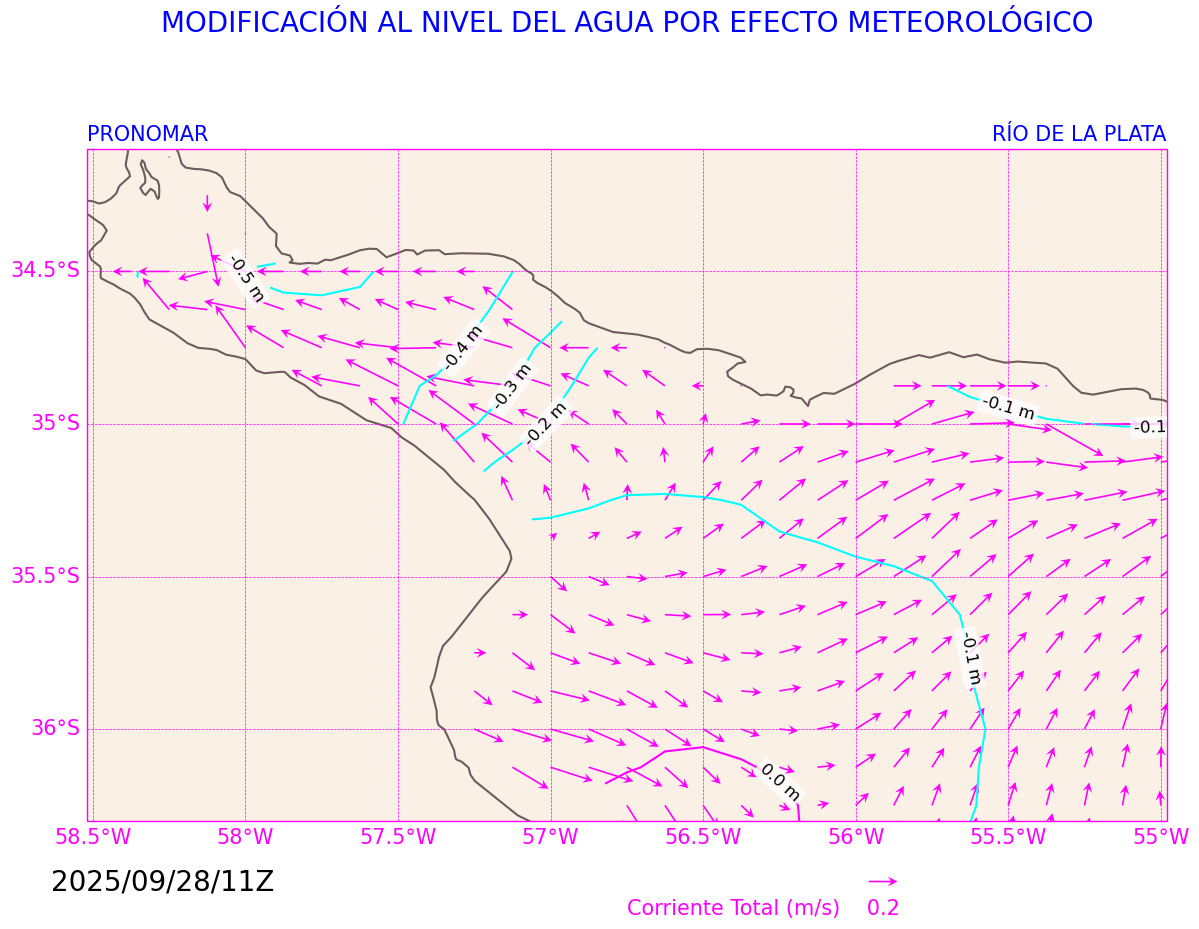 MODIFICACIÓN AL NIVEL DEL AGUA POR EFECTO METEOROLÓGICO
PRONOMAR
RÍO DE LA PLATA
34.5°S
35°S
35.5°S
36°S
-0.5 m
-0.4 m
-0.3 m
-0.2 m
-0.1 m
-0.1
-0.1 m
0.0 m
58.5°W
58°W
57.5°W
57°W
56.5°W
56°W
55.5°W
55°W
2025/09/28/11Z
Corriente Total (m/s)
0.2